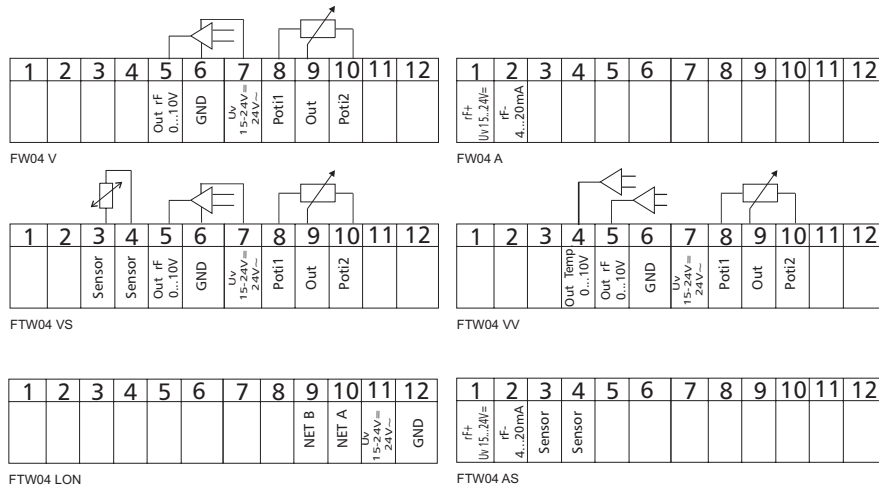 1 2 3 4 5 6 7 8 9 10 11 12
Out rF
0...10V
GND
Uv
15-24V=
24V~
Poti1
Out
Poti2
FW04 V
1 2 3 4 5 6 7 8 9 10 11 12
rF+
Uv 15..24V=
rF-
4...20mA
FW04 A
1 2 3 4 5 6 7 8 9 10 11 12
Sensor
Sensor
Out rF
0...10V
GND
Uv
15-24V=
24V~
Poti1
Out
Poti2
FTW04 VS
1 2 3 4 5 6 7 8 9 10 11 12
Out Temp
0...10V
Out rF
0...10V
GND
Uv
15-24V=
24V~
Poti1
Out
Poti2
FTW04 VV
1 2 3 4 5 6 7 8 9 10 11 12
NET B
NET A
Uv
15-24V=
24V~
GND
FTW04 LON
1 2 3 4 5 6 7 8 9 10 11 12
rF+
Uv 15..24V=
rF-
4...20mA
Sensor
Sensor
FTW04 AS